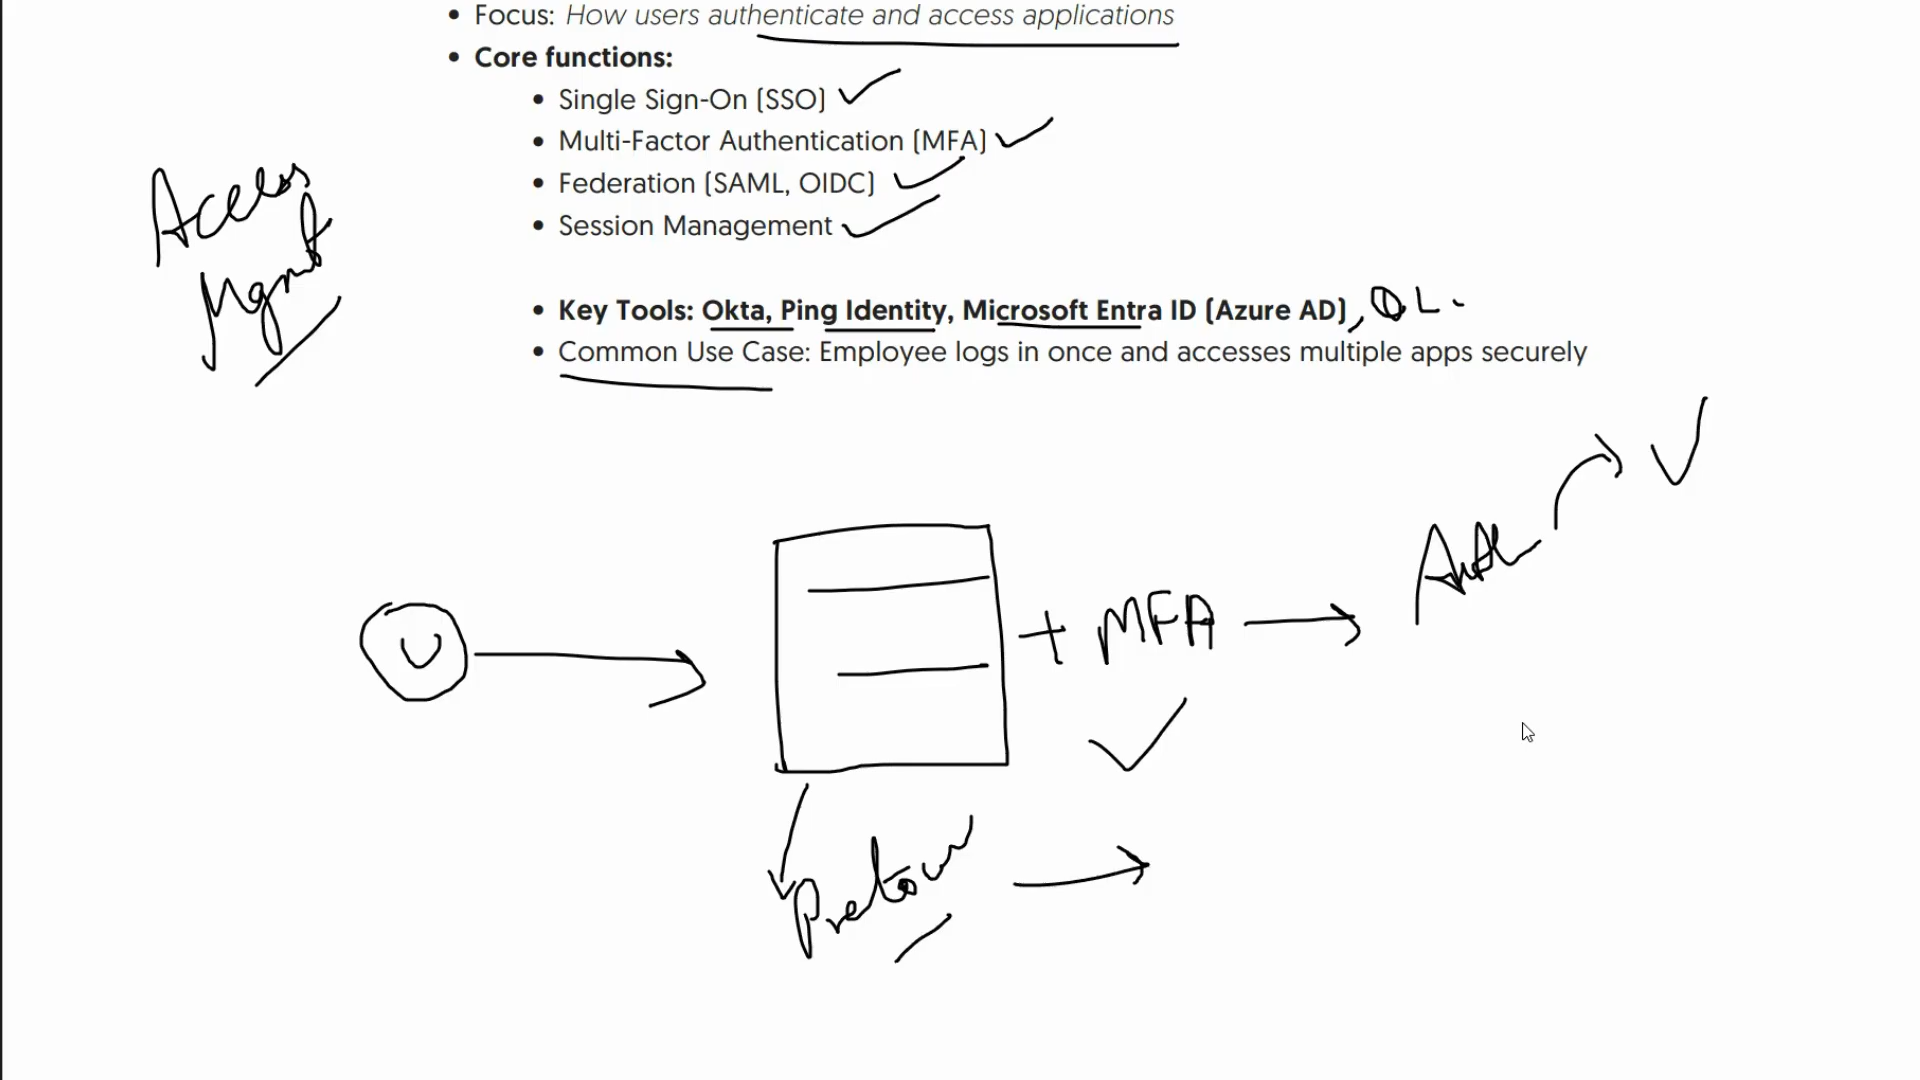 • Focus: How users authenticate and access applications
• Core functions:
• Single Sign-On (SSO)
• Multi-Factor Authentication (MFA)
• Federation (SAML, OIDC)
• Session Management
Access
Mgmt
• Key Tools: Okta, Ping Identity, Microsoft Entra ID (Azure AD), OL.
• Common Use Case: Employee logs in once and accesses multiple apps securely
U
+ MFA
Auth